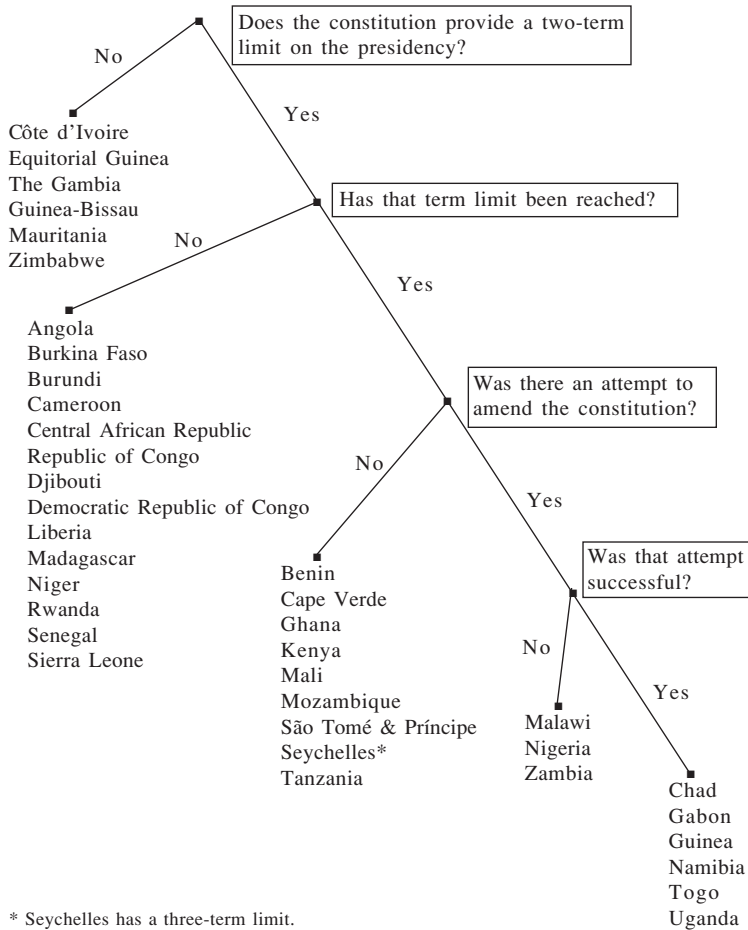 Does the constitution provide a two-term
limit on the presidency?
No
Yes
Côte d'Ivoire
Equitorial Guinea
The Gambia
Guinea-Bissau
Mauritania
Zimbabwe
Has that term limit been reached?
No
Yes
Angola
Burkina Faso
Burundi
Cameroon
Central African Republic
Republic of Congo
Djibouti
Democratic Republic of Congo
Liberia
Madagascar
Niger
Rwanda
Senegal
Sierra Leone
Was there an attempt to
amend the constitution?
No
Yes
Benin
Cape Verde
Ghana
Kenya
Mali
Mozambique
São Tomé & Príncipe
Seychelles*
Tanzania
Was that attempt
successful?
No
Yes
Malawi
Nigeria
Zambia
Chad
Gabon
Guinea
Namibia
Togo
Uganda
* Seychelles has a three-term limit.